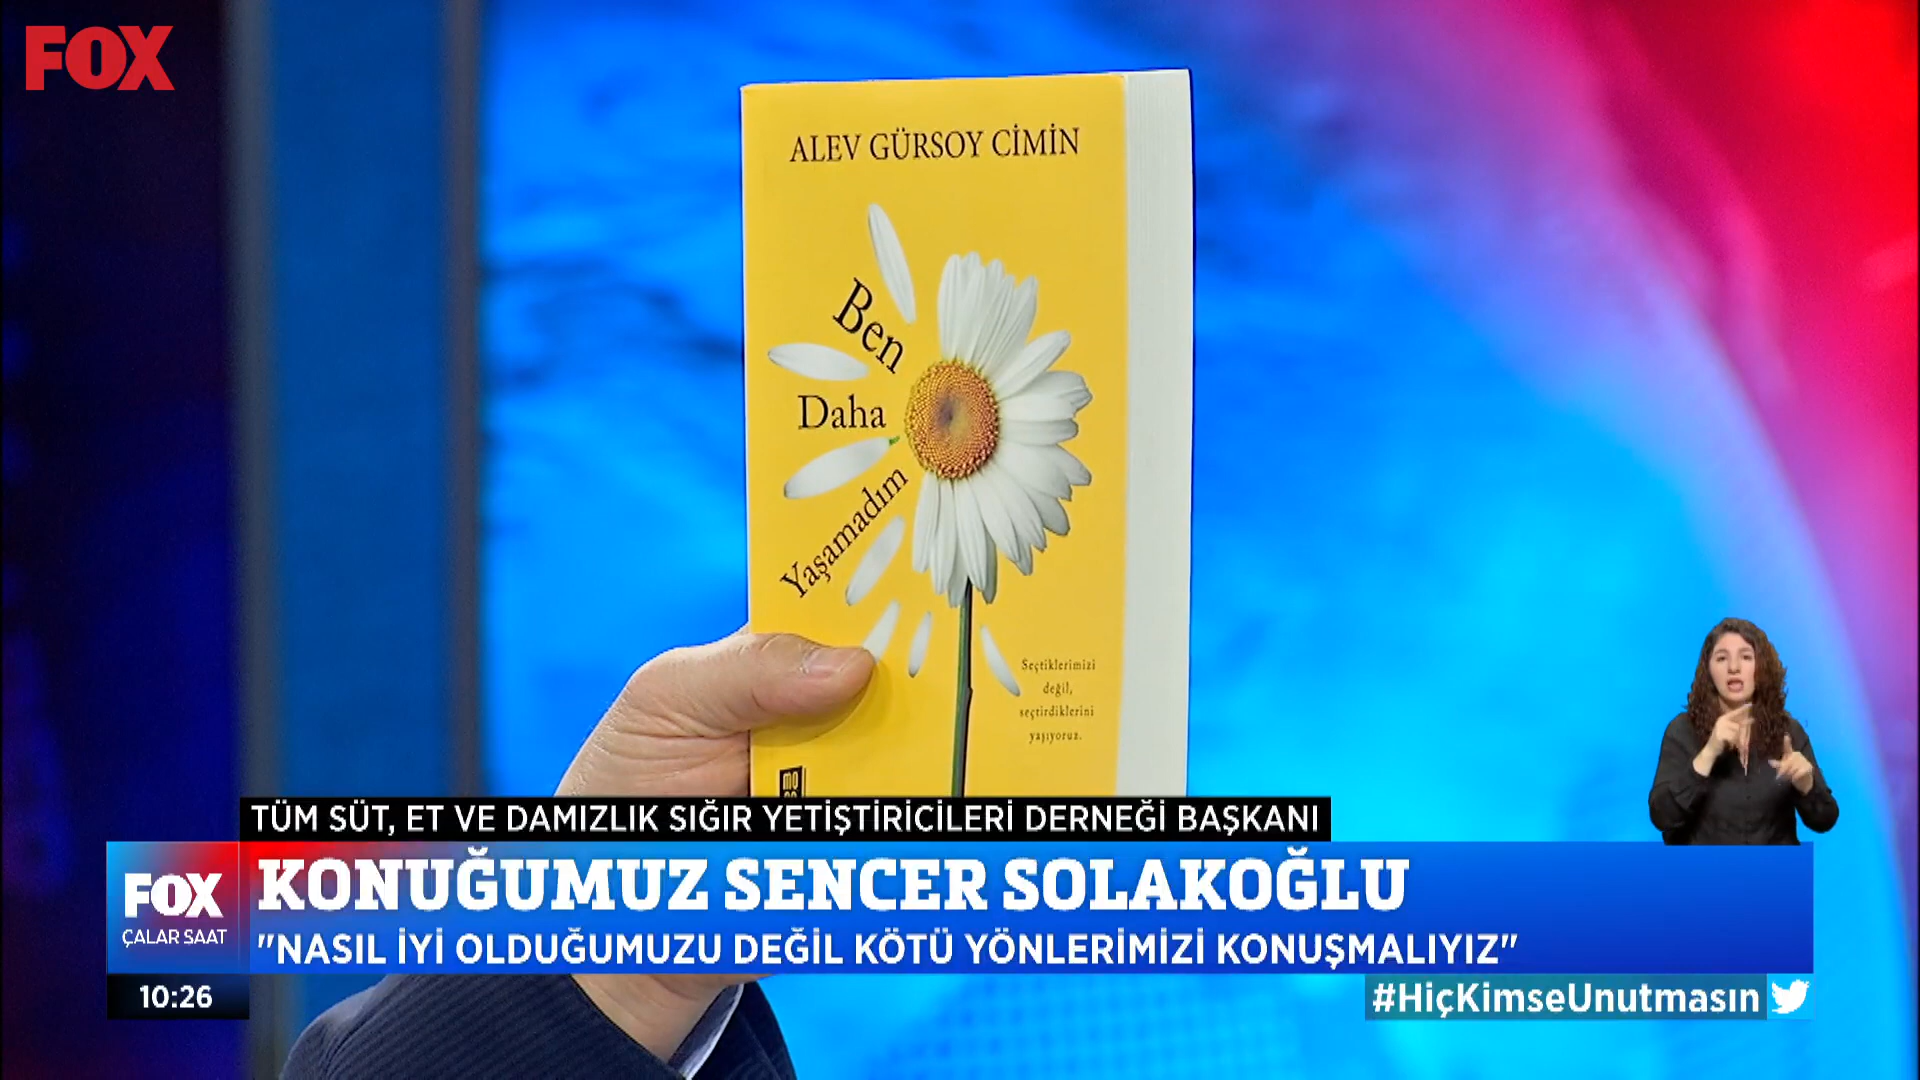 FOX
ALEV GÜRSOY CİMİN
Ben
Daha
Yaşamadım
Seçtiklerimizi
değil,
seçtirdiklerini
yaşıyoruz.
TÜM SÜT, ET VE DAMIZLIK SIĞIR YETİŞTİRİCİLERİ DERNEĞİ BAŞKANI
KONUĞUMUZ SENCER SOLAKOĞLU
"NASIL İYİ OLDUĞUMUZU DEĞİL KÖTÜ YÖNLERİMİZİ KONUŞMALIYIZ"
FOX
ÇALAR SAAT
10:26
#HiçKimseUnutmasın